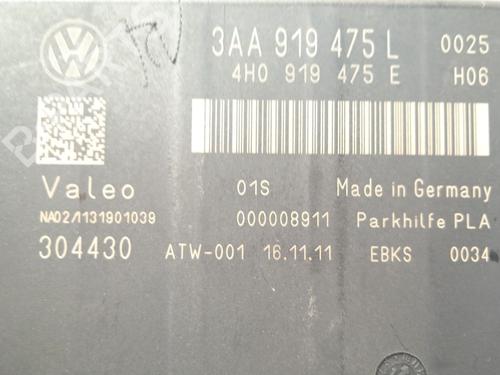 3AA 919 475 L 0025
4H0 919 475 E H06
Valeo 01S Made in Germany
NA02/1131901039 000008911 Parkhilfe PLA
304430 ATW-001 16.11.11 EBKS 0034